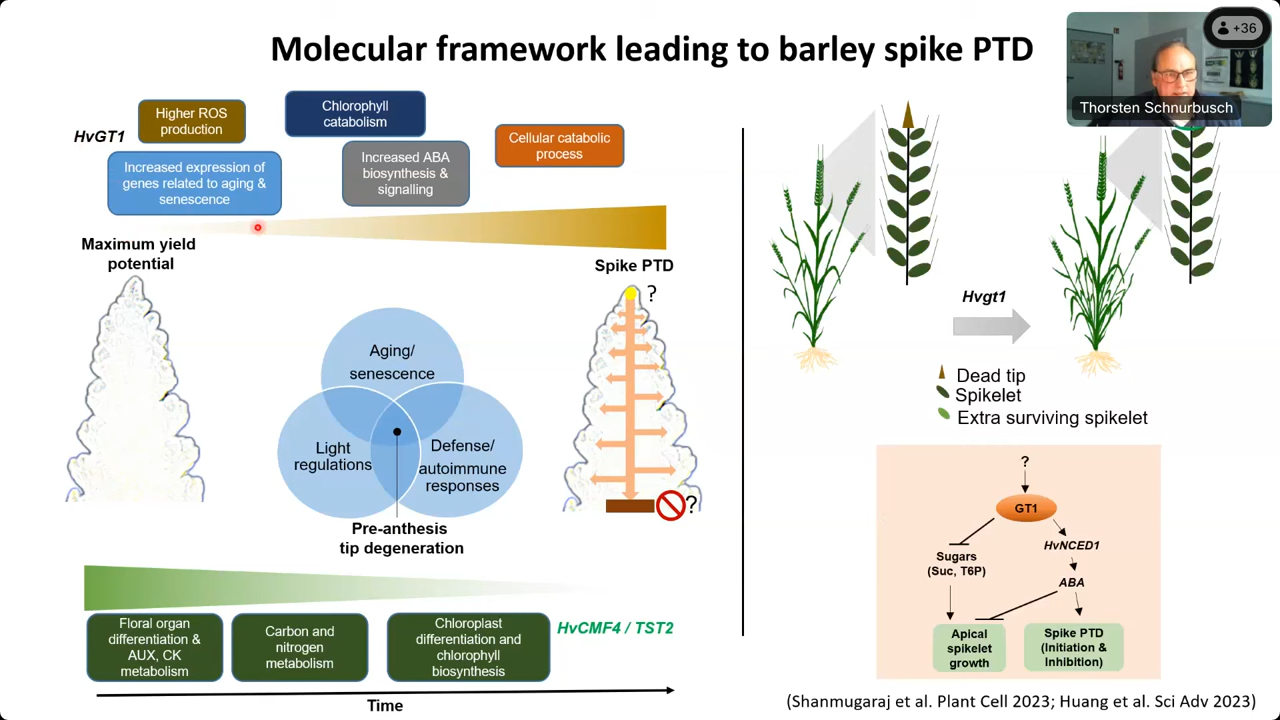 Molecular framework leading to barley spike PTD
+36
Thorsten Schnurbusch
HvGT1
Higher ROS
production
Chlorophyll
catabolism
Cellular catabolic
process
Increased expression of
genes related to aging &
senescence
Increased ABA
biosynthesis &
signalling
Maximum yield
potential
Spike PTD
?
Aging/
senescence
Light
regulations
Defense/
autoimmune
responses
?
Pre-anthesis
tip degeneration
Floral organ
differentiation &
AUX, CK
metabolism
Carbon and
nitrogen
metabolism
Chloroplast
differentiation and
chlorophyll
biosynthesis
HvCMF4 / TST2
Time
Hvgt1
Dead tip
Spikelet
Extra surviving spikelet
?
GT1
Sugars
(Suc, T6P)
HvNCED1
ABA
Apical
spikelet
growth
Spike PTD
(Initiation &
Inhibition)
(Shanmugaraj et al. Plant Cell 2023; Huang et al. Sci Adv 2023)